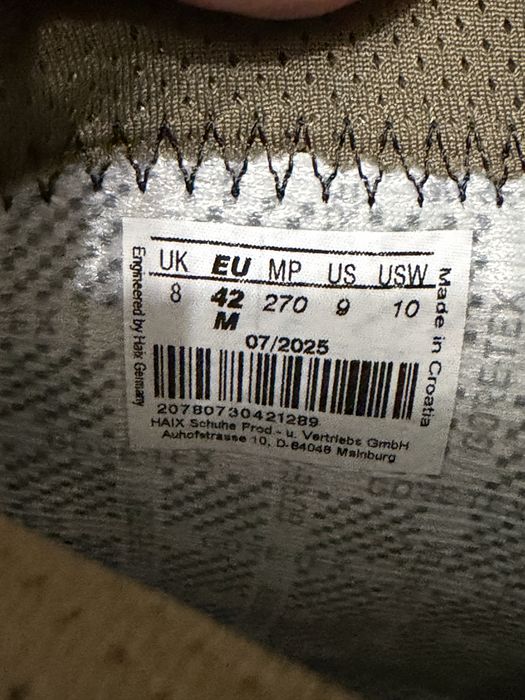 UK EU MP US USW
8 42 270 9 10
M
07/2025
20780730421289
HAIX Schuhe Prod.- u. Vertriebs GmbH
Auhofstrasse 10, D-84048 Mainburg
Engineered by Haix Germany
Made in Croatia